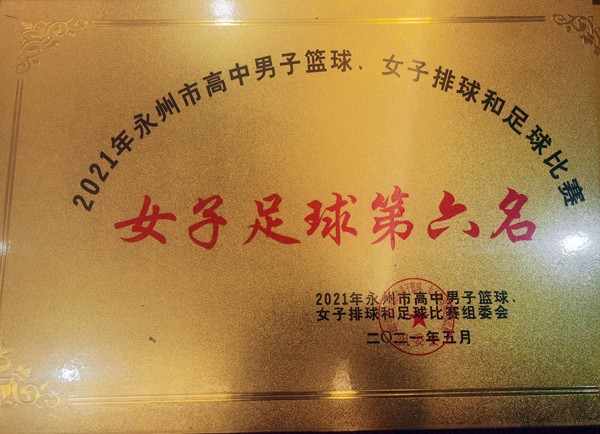 2021年永州市高中男子篮球、女子排球和足球比赛
女子足球第六名
2021年永州市高中男子篮球、
女子排球和足球比赛组委会
二〇二一年五月
组委会